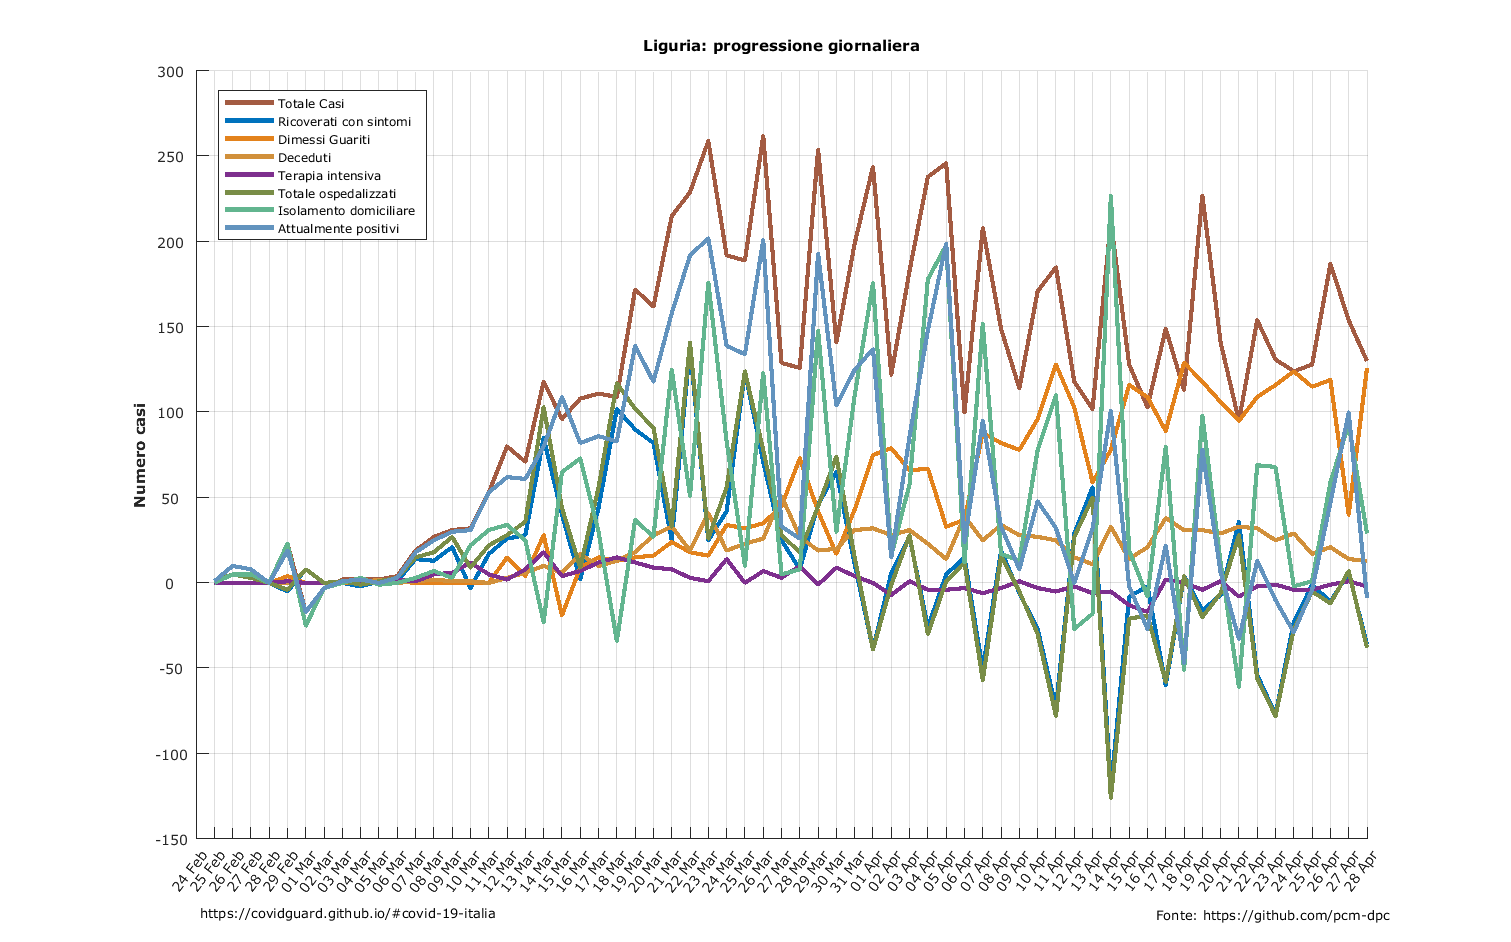 Liguria: progressione giornaliera
300
250
200
150
100
50
0
-50
-100
-150
Numero casi
Totale Casi
Ricoverati con sintomi
Dimessi Guariti
Deceduti
Terapia intensiva
Totale ospedalizzati
Isolamento domiciliare
Attualmente positivi
24 Feb
25 Feb
26 Feb
27 Feb
28 Feb
29 Feb
01 Mar
02 Mar
03 Mar
04 Mar
05 Mar
06 Mar
07 Mar
08 Mar
09 Mar
10 Mar
11 Mar
12 Mar
13 Mar
14 Mar
15 Mar
16 Mar
17 Mar
18 Mar
19 Mar
20 Mar
21 Mar
22 Mar
23 Mar
24 Mar
25 Mar
26 Mar
27 Mar
28 Mar
29 Mar
30 Mar
31 Mar
01 Apr
02 Apr
03 Apr
04 Apr
05 Apr
06 Apr
07 Apr
08 Apr
09 Apr
10 Apr
11 Apr
12 Apr
13 Apr
14 Apr
15 Apr
16 Apr
17 Apr
18 Apr
19 Apr
20 Apr
21 Apr
22 Apr
23 Apr
24 Apr
25 Apr
26 Apr
27 Apr
28 Apr
https://covidguard.github.io/#covid-19-italia
Fonte: https://github.com/pcm-dpc